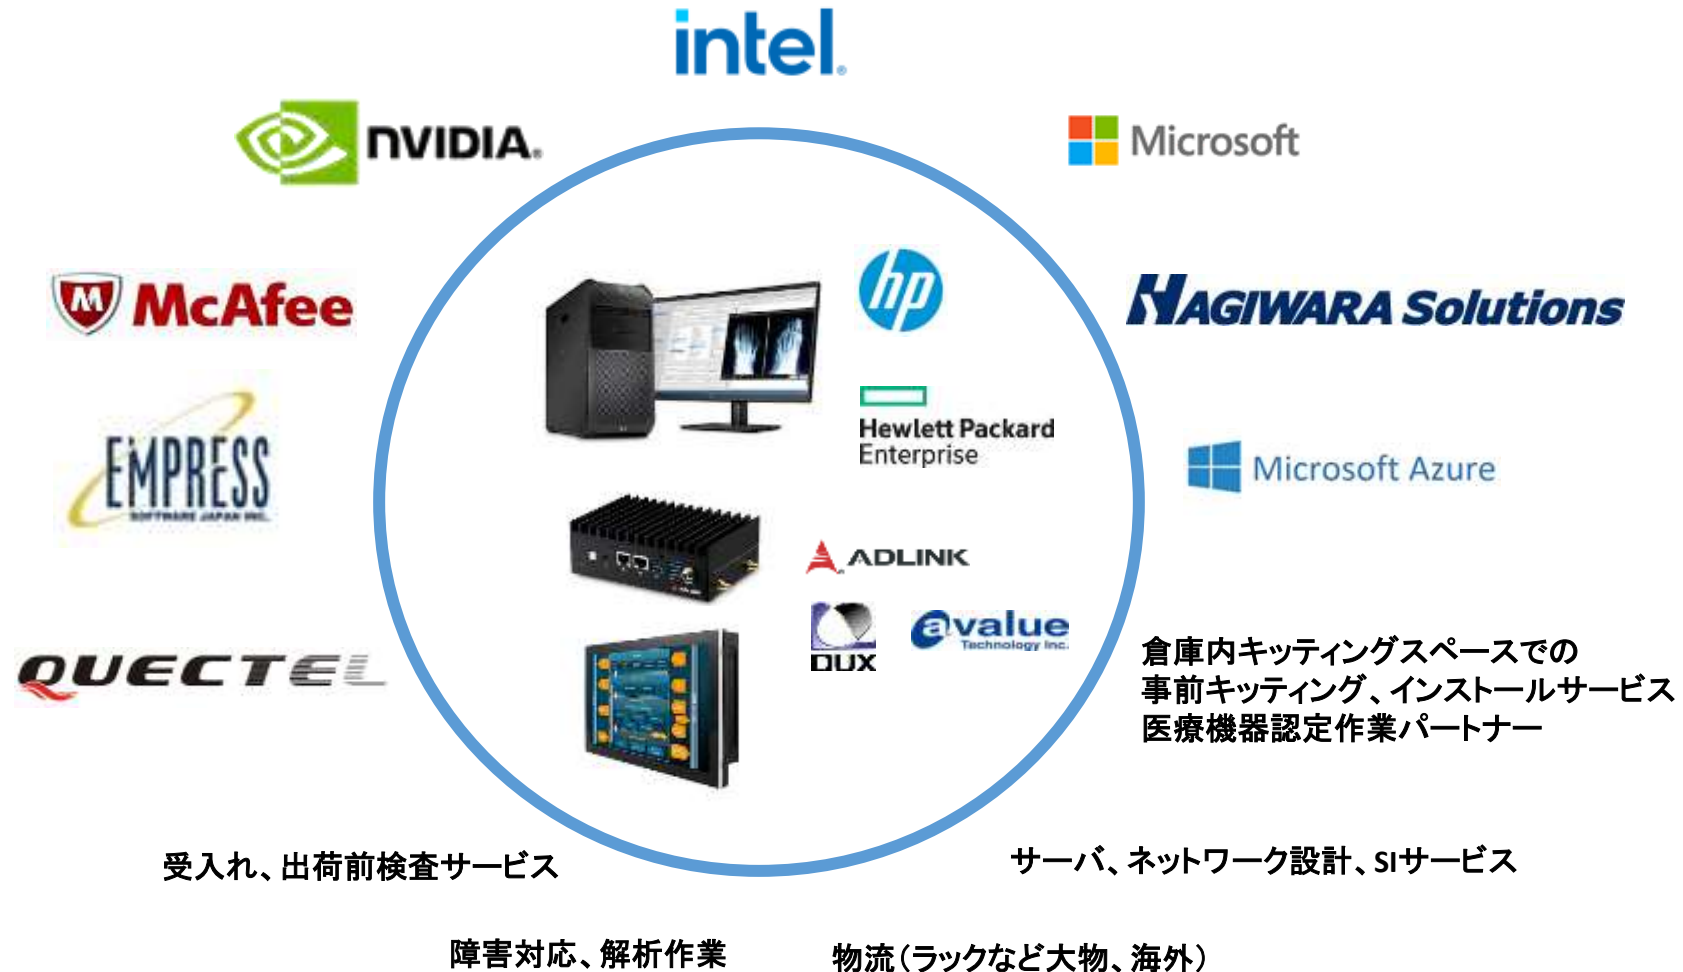 intel
NVIDIA
Microsoft
McAfee
hp
HAGIWARA Solutions
Hewlett Packard
Enterprise
EMPRESS
SOFTWARE JAPAN INC.
Microsoft Azure
ADLINK
DUX
avalue
Technology Inc.
QUECTEL
倉庫内キッティングスペースでの
事前キッティング、インストールサービス
医療機器認定作業パートナー
受入れ、出荷前検査サービス
サーバ、ネットワーク設計、SIサービス
障害対応、解析作業
物流（ラックなど大物、海外）